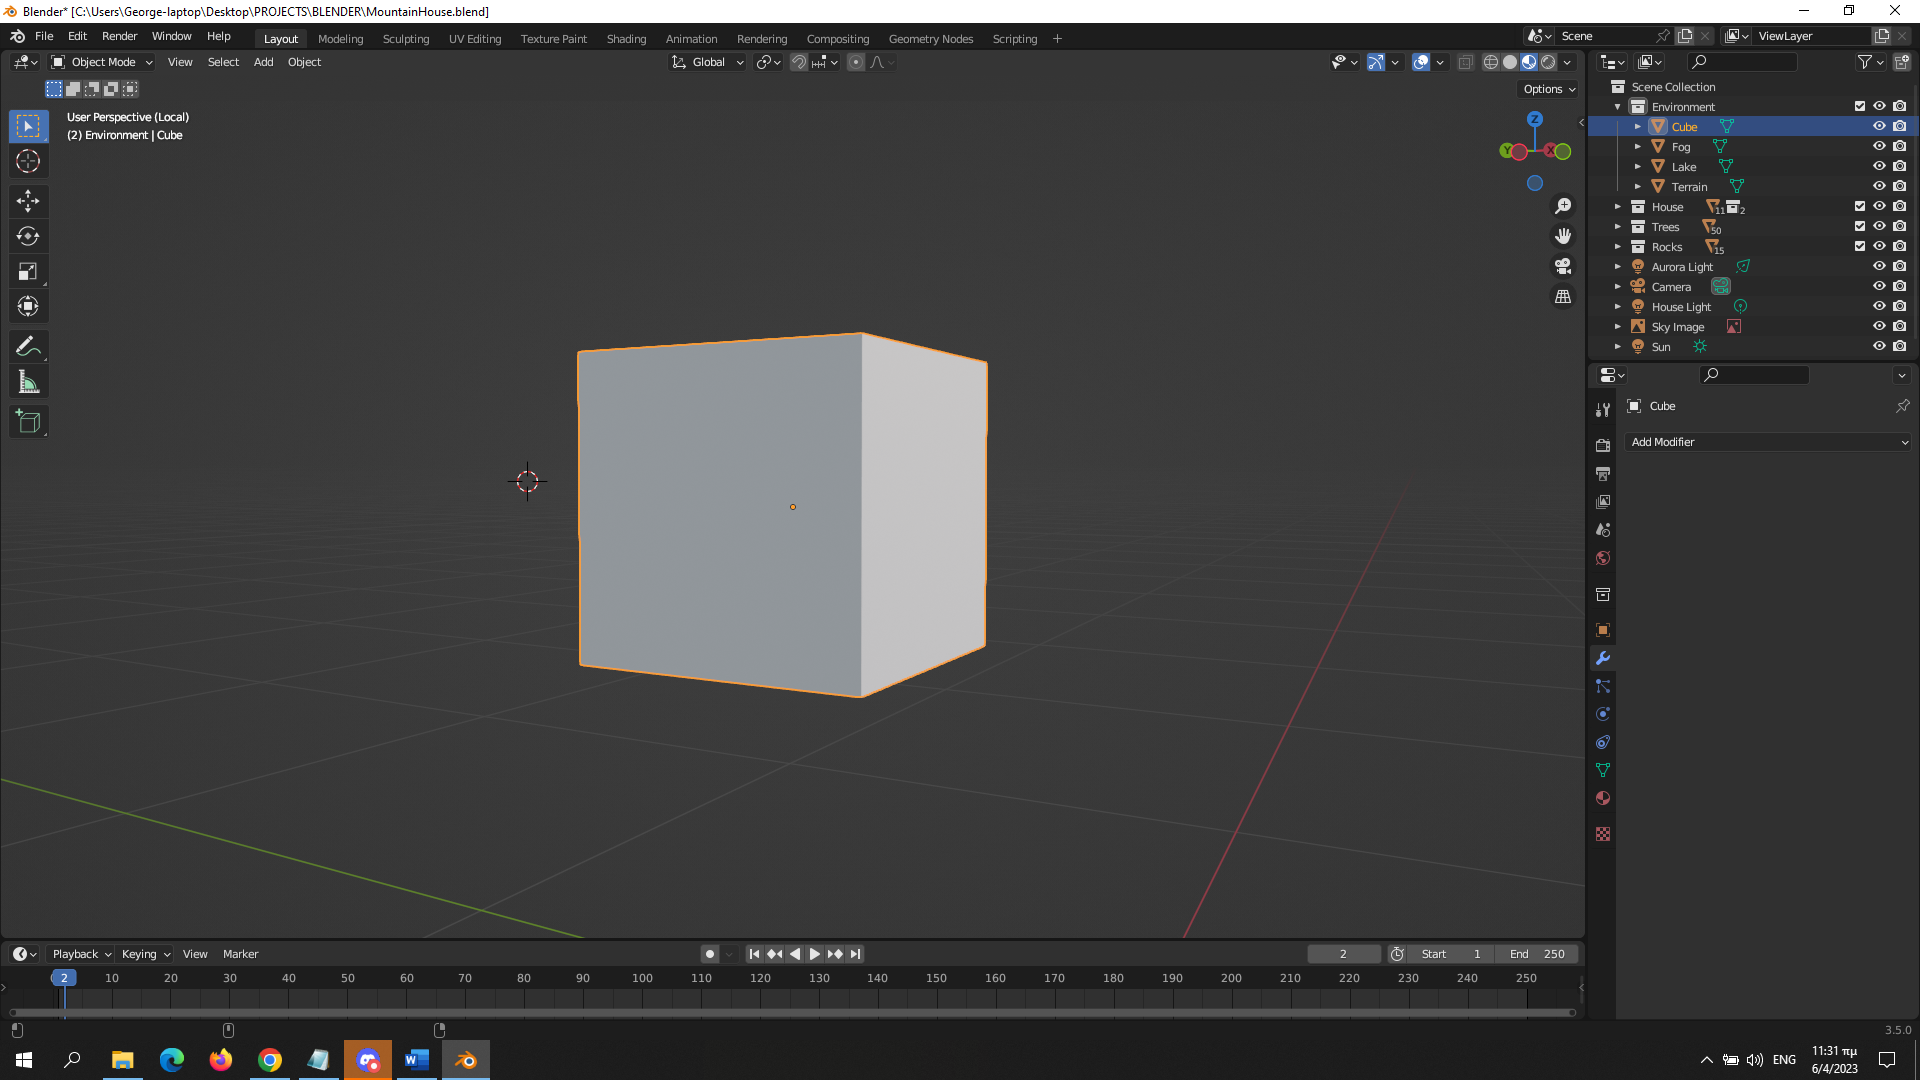 Blender* [C:\Users\George-laptop\Desktop\PROJECTS\BLENDER\MountainHouse.blend]
File Edit Render Window Help Layout Modeling Sculpting UV Editing Texture Paint Shading Animation Rendering Compositing Geometry Nodes Scripting + Scene ViewLayer
Object Mode View Select Add Object Global
Options
User Perspective (Local)
(2) Environment | Cube
Z
Y X
Scene Collection
Environment
Cube
Fog
Lake
Terrain
House 11 2
Trees 50
Rocks 15
Aurora Light
Camera
House Light
Sky Image
Sun
Cube
Add Modifier
Playback Keying View Marker 2 Start 1 End 250
2 10 20 30 40 50 60 70 80 90 100 110 120 130 140 150 160 170 180 190 200 210 220 230 240 250
3.5.0
W ENG
11:31 πμ
6/4/2023